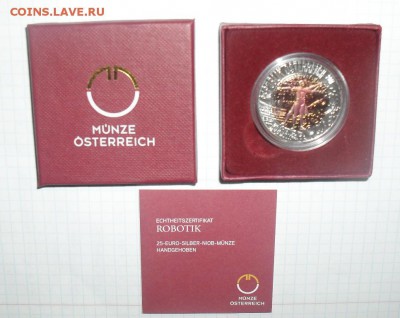 COINS.LAVE.RU
MÜNZE
ÖSTERREICH
ECHTHEITSZERTIFIKAT
ROBOTIK
25-EURO-SILBER-NIOB-MÜNZE
HANDGEHOBEN
MÜNZE
ÖSTERREICH